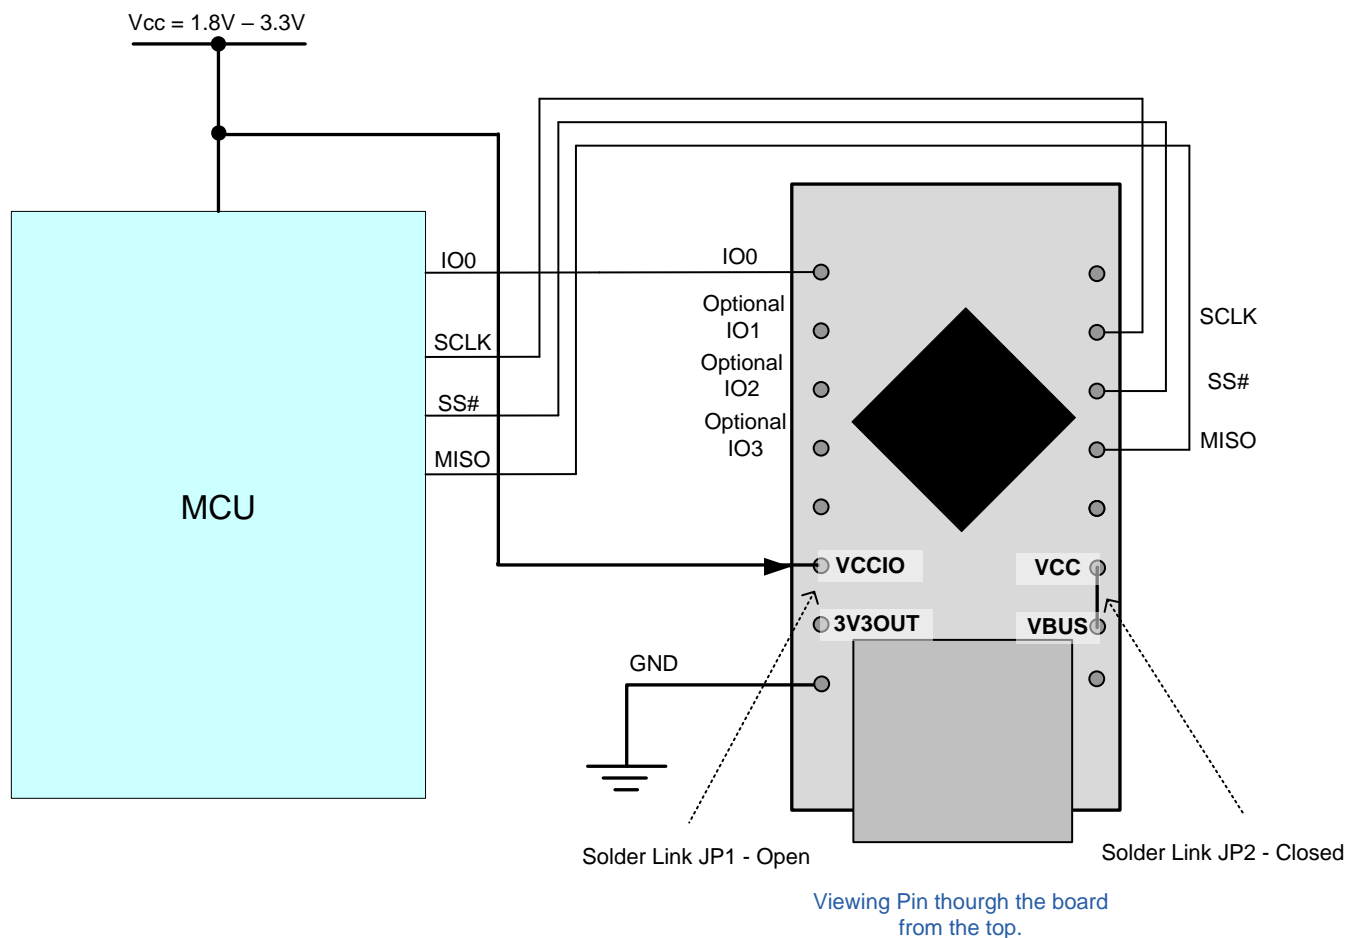 Vcc = 1.8V – 3.3V
IO0
IO0
Optional
IO1
SCLK
SCLK
Optional
IO2
SS#
SS#
Optional
IO3
MISO
MISO
MCU
VCCIO
VCC
3V3OUT
VBUS
GND
Solder Link JP1 - Open
Solder Link JP2 - Closed
Viewing Pin thourgh the board
from the top.